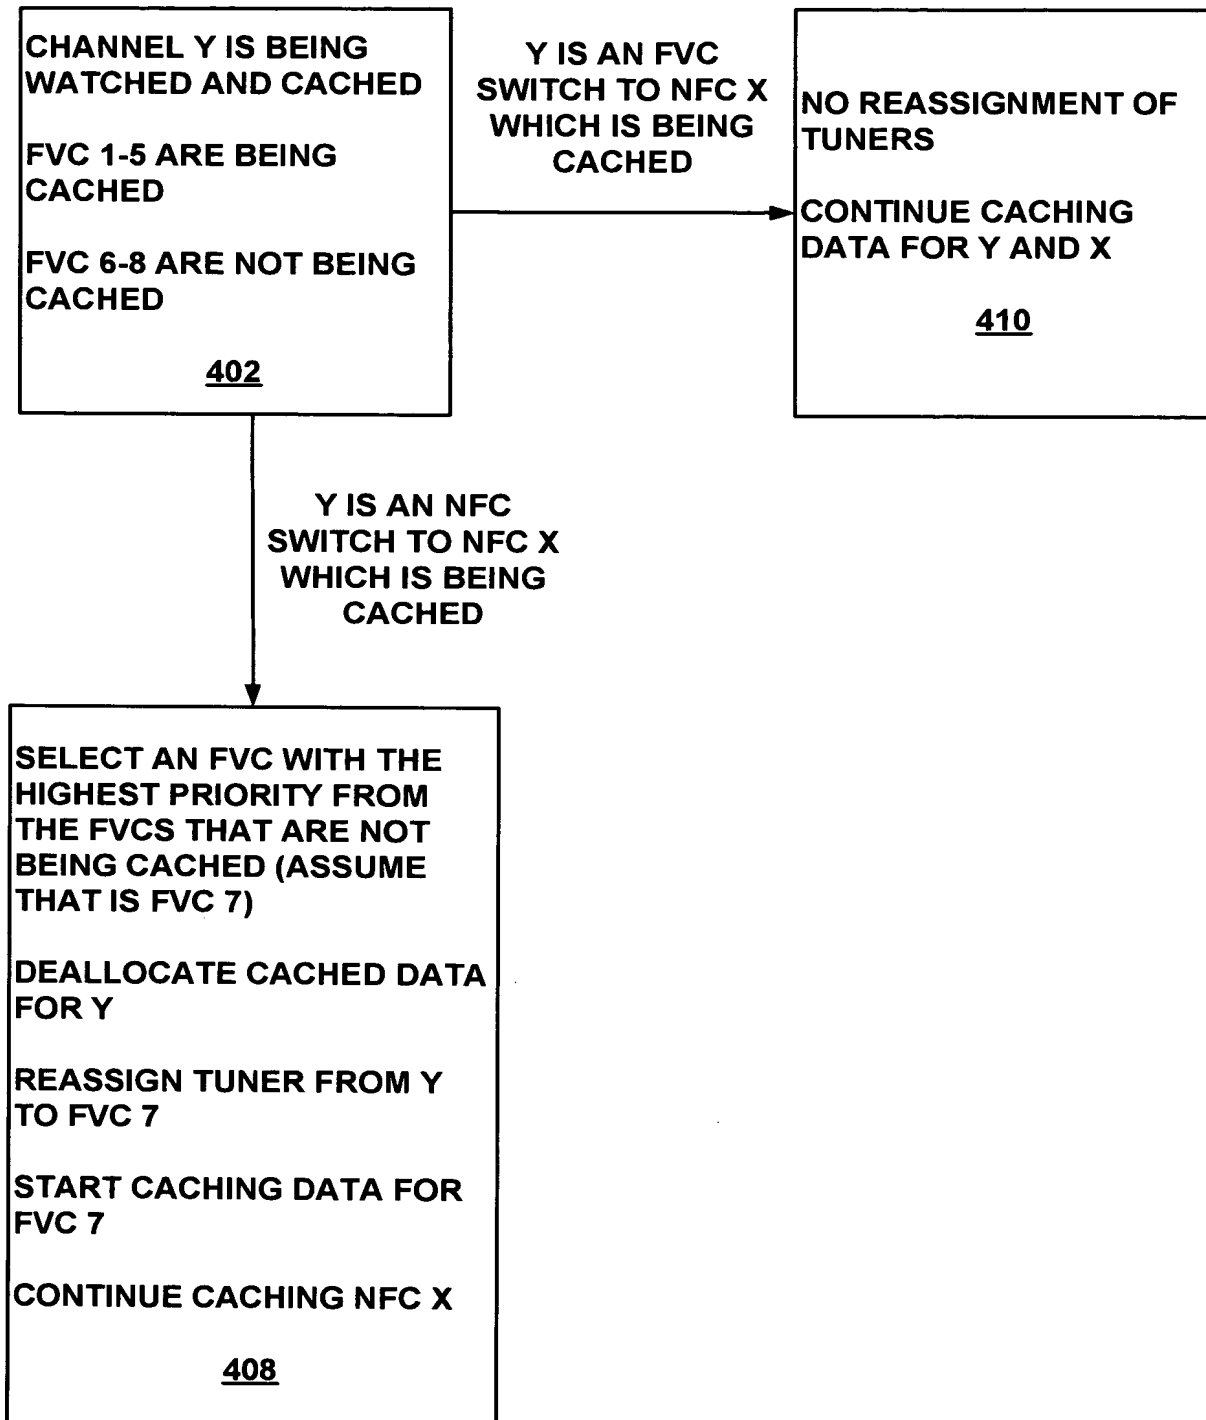 CHANNEL Y IS BEING
WATCHED AND CACHED
FVC 1-5 ARE BEING
CACHED
FVC 6-8 ARE NOT BEING
CACHED
402
Y IS AN FVC
SWITCH TO NFC X
WHICH IS BEING
CACHED
NO REASSIGNMENT OF
TUNERS
CONTINUE CACHING
DATA FOR Y AND X
410
Y IS AN NFC
SWITCH TO NFC X
WHICH IS BEING
CACHED
SELECT AN FVC WITH THE
HIGHEST PRIORITY FROM
THE FVCS THAT ARE NOT
BEING CACHED (ASSUME
THAT IS FVC 7)
DEALLOCATE CACHED DATA
FOR Y
REASSIGN TUNER FROM Y
TO FVC 7
START CACHING DATA FOR
FVC 7
CONTINUE CACHING NFC X
408